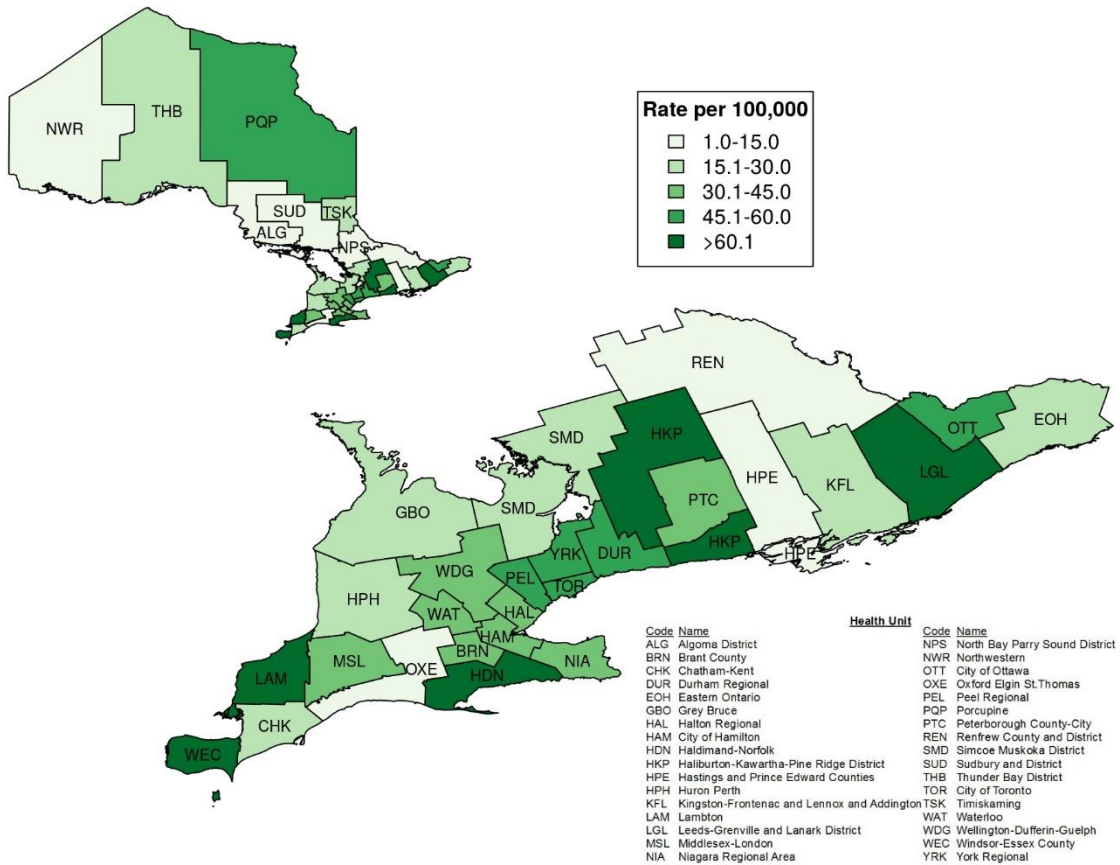 NWR
THB
PQP
SUD
TSK
ALG
NPS
Rate per 100,000
1.0-15.0
15.1-30.0
30.1-45.0
45.1-60.0
>60.1
REN
SMD
HKP
OTT
EOH
LGL
HPE
KFL
PTC
GBO
SMD
HKP
HPE
YRK
DUR
WDG
PEL
TOR
HPH
WAT
HAL
HAM
MSL
OXE
BRN
NIA
LAM
HDN
CHK
WEC
Health Unit
Code Name
ALG Algoma District
BRN Brant County
CHK Chatham-Kent
DUR Durham Regional
EOH Eastern Ontario
GBO Grey Bruce
HAL Halton Regional
HAM City of Hamilton
HDN Haldimand-Norfolk
HKP Haliburton-Kawartha-Pine Ridge District
HPE Hastings and Prince Edward Counties
HPH Huron Perth
KFL Kingston-Frontenac and Lennox and Addington
LAM Lambton
LGL Leeds-Grenville and Lanark District
MSL Middlesex-London
NIA Niagara Regional Area
Code Name
NPS North Bay Parry Sound District
NWR Northwestern
OTT City of Ottawa
OXE Oxford Elgin St.Thomas
PEL Peel Regional
PQP Porcupine
PTC Peterborough County-City
REN Renfrew County and District
SMD Simcoe Muskoka District
SUD Sudbury and District
THB Thunder Bay District
TOR City of Toronto
TSK Timiskaming
WAT Waterloo
WDG Wellington-Dufferin-Guelph
WEC Windsor-Essex County
YRK York Regional